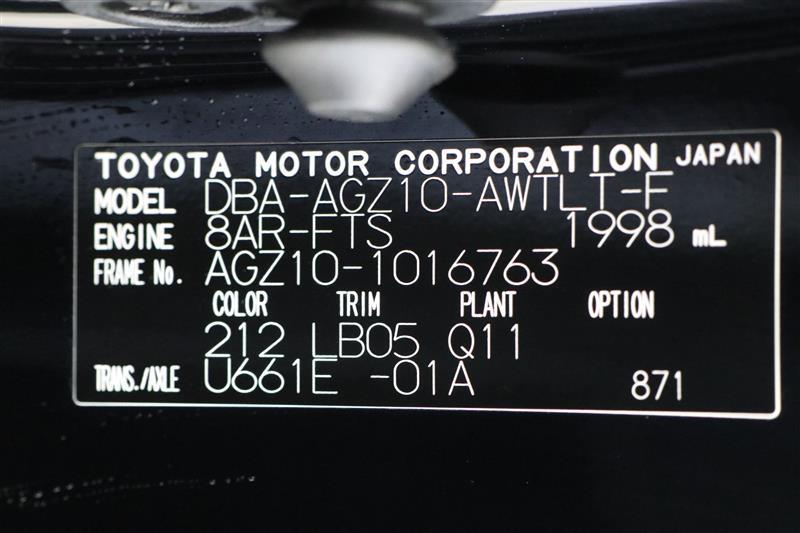 TOYOTA MOTOR CORPORATION JAPAN
MODEL DBA-AGZ10-AWTLT-F
ENGINE 8AR-FTS 1998 mL
FRAME No. AGZ10-1016763
COLOR TRIM PLANT OPTION
212 LB05 Q11
TRANS./AXLE U661E -01A 871